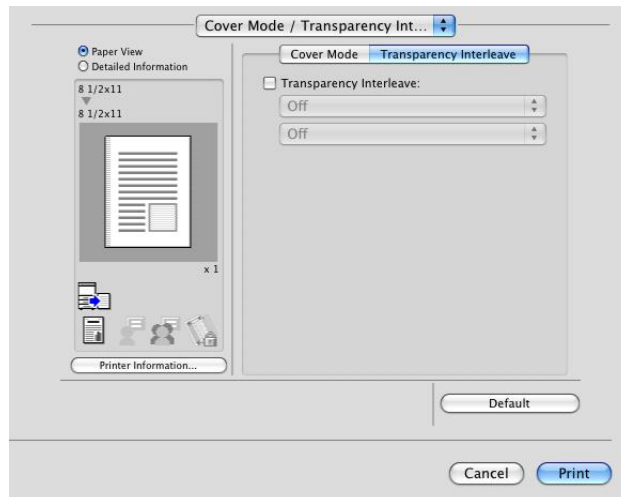 Cover Mode / Transparency Int...
Paper View
Detailed Information
8 1/2x11
8 1/2x11
x 1
Printer Information...
Cover Mode Transparency Interleave
Transparency Interleave:
Off
Off
Default
Cancel Print